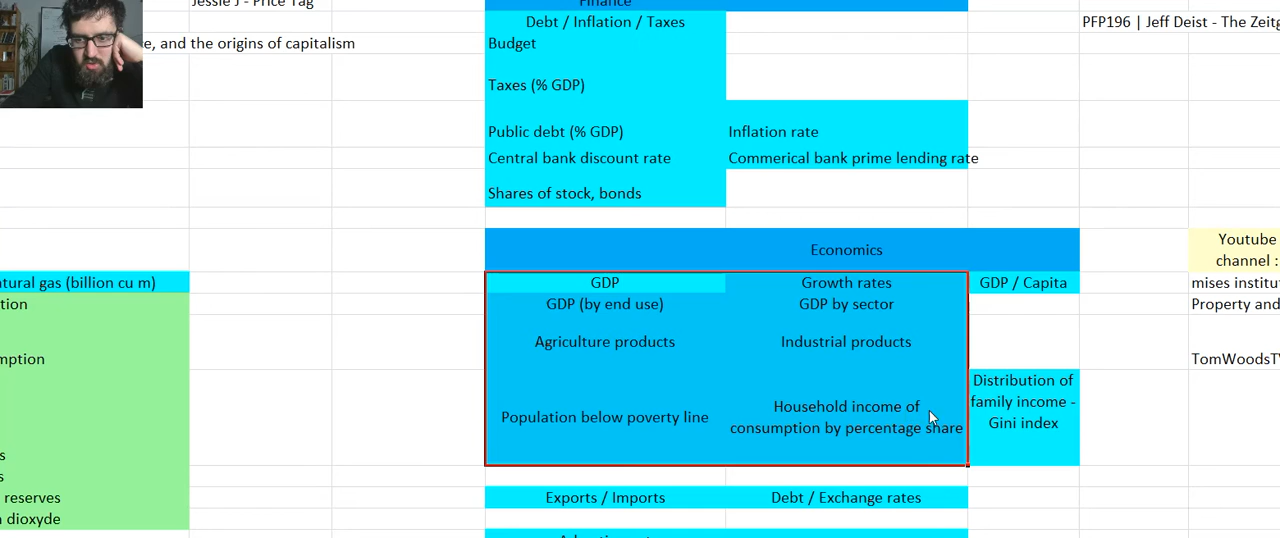 Jessie J - Price Tag
Finance
Debt / Inflation / Taxes
PFP196 | Jeff Deist - The Zeitg
e, and the origins of capitalism
Budget
Taxes (% GDP)
Public debt (% GDP)
Inflation rate
Central bank discount rate
Commerical bank prime lending rate
Shares of stock, bonds
Economics
Youtube
channel :
atural gas (billion cu m)
GDP
Growth rates
GDP / Capita
mises institu
tion
GDP (by end use)
GDP by sector
Property and
Agriculture products
Industrial products
mption
TomWoodsTV
Population below poverty line
Household income of
consumption by percentage share
Distribution of
family income -
Gini index
s
s
reserves
Exports / Imports
Debt / Exchange rates
dioxyde